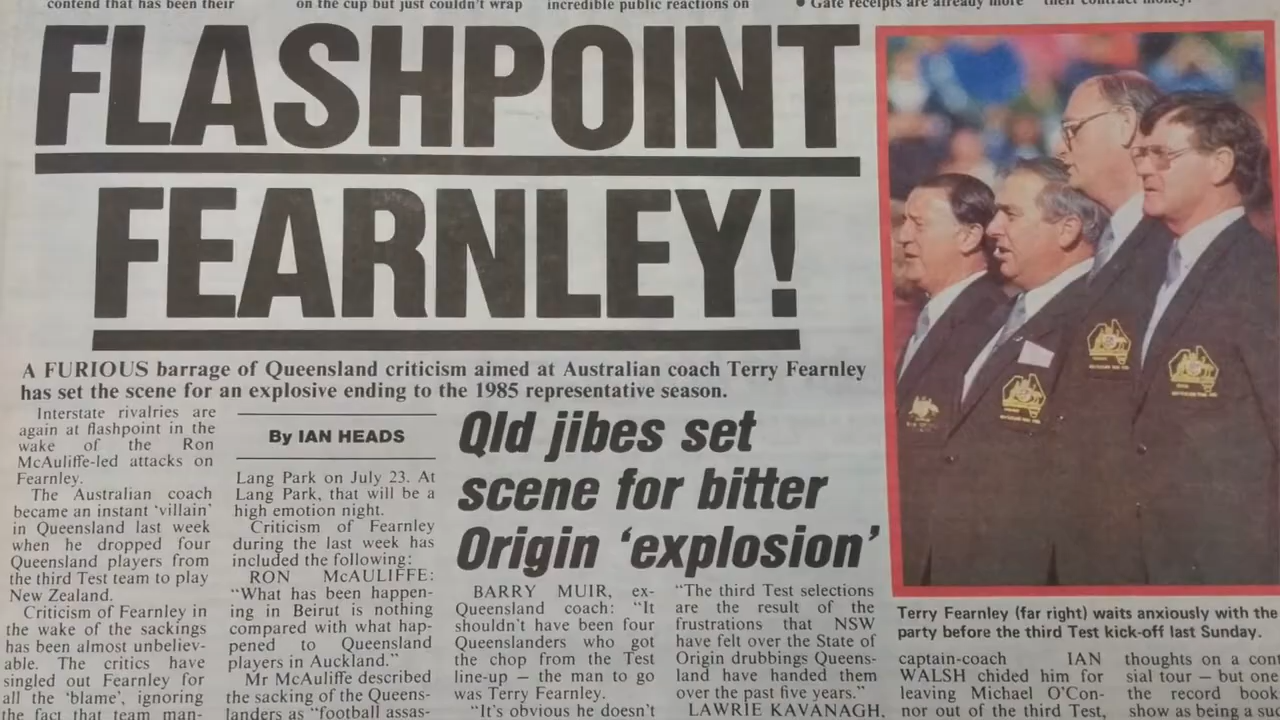 contend that has been their
on the cup but just couldn't wrap
incredible public reactions on
● Gate receipts are already more
their contract money.
FLASHPOINT
FEARNLEY!
A FURIOUS barrage of Queensland criticism aimed at Australian coach Terry Fearnley
has set the scene for an explosive ending to the 1985 representative season.
Interstate rivalries are
again at flashpoint in the
wake of the Ron
McAuliffe-led attacks on
Fearnley.
The Australian coach
became an instant 'villain'
in Queensland last week
when he dropped four
Queensland players from
the third Test team to play
New Zealand.
Criticism of Fearnley in
the wake of the sackings
has been almost unbeliev-
able. The critics have
singled out Fearnley for
all the 'blame', ignoring
the fact that team man-
By IAN HEADS
Lang Park on July 23. At
Lang Park, that will be a
high emotion night.
Criticism of Fearnley
during the last week has
included the following:
RON McAULIFFE:
"What has been happen-
ing in Beirut is nothing
compared with what hap-
pened to Queensland
players in Auckland."
Mr McAuliffe described
the sacking of the Queens-
landers as "football assas-
Qld jibes set
scene for bitter
Origin 'explosion'
BARRY MUIR, ex-
Queensland coach: "It
shouldn't have been four
Queenslanders who got
the chop from the Test
line-up — the man to go
was Terry Fearnley.
"It's obvious he doesn't
"The third Test selections
are the result of the
frustrations that NSW
have felt over the State of
Origin drubbings Queens-
land have handed them
over the past five years."
LAWRIE KAVANAGH,
Terry Fearnley (far right) waits anxiously with the
party before the third Test kick-off last Sunday.
captain-coach IAN
WALSH chided him for
leaving Michael O'Con-
nor out of the third Test,
thoughts on a cont
sial tour — but one
the record book
show as being a suc